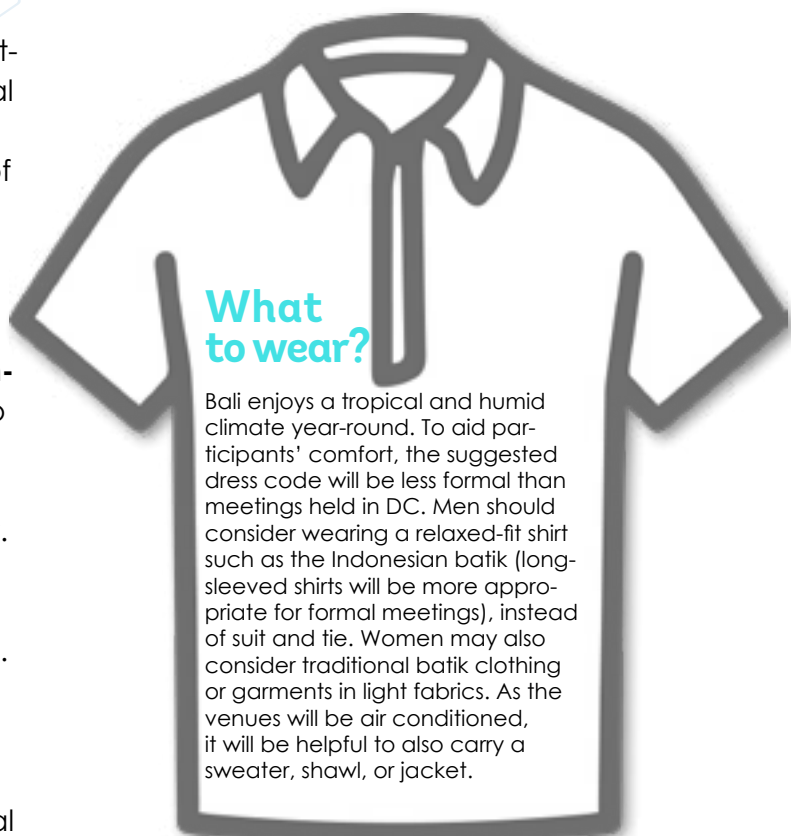 t-
al
of
What
to wear?
-
Bali enjoys a tropical and humid
climate year-round. To aid par-
ticipants' comfort, the suggested
dress code will be less formal than
meetings held in DC. Men should
consider wearing a relaxed-fit shirt
such as the Indonesian batik (long-
sleeved shirts will be more appro-
priate for formal meetings), instead
of suit and tie. Women may also
consider traditional batik clothing
or garments in light fabrics. As the
venues will be air conditioned,
it will be helpful to also carry a
sweater, shawl, or jacket.
al